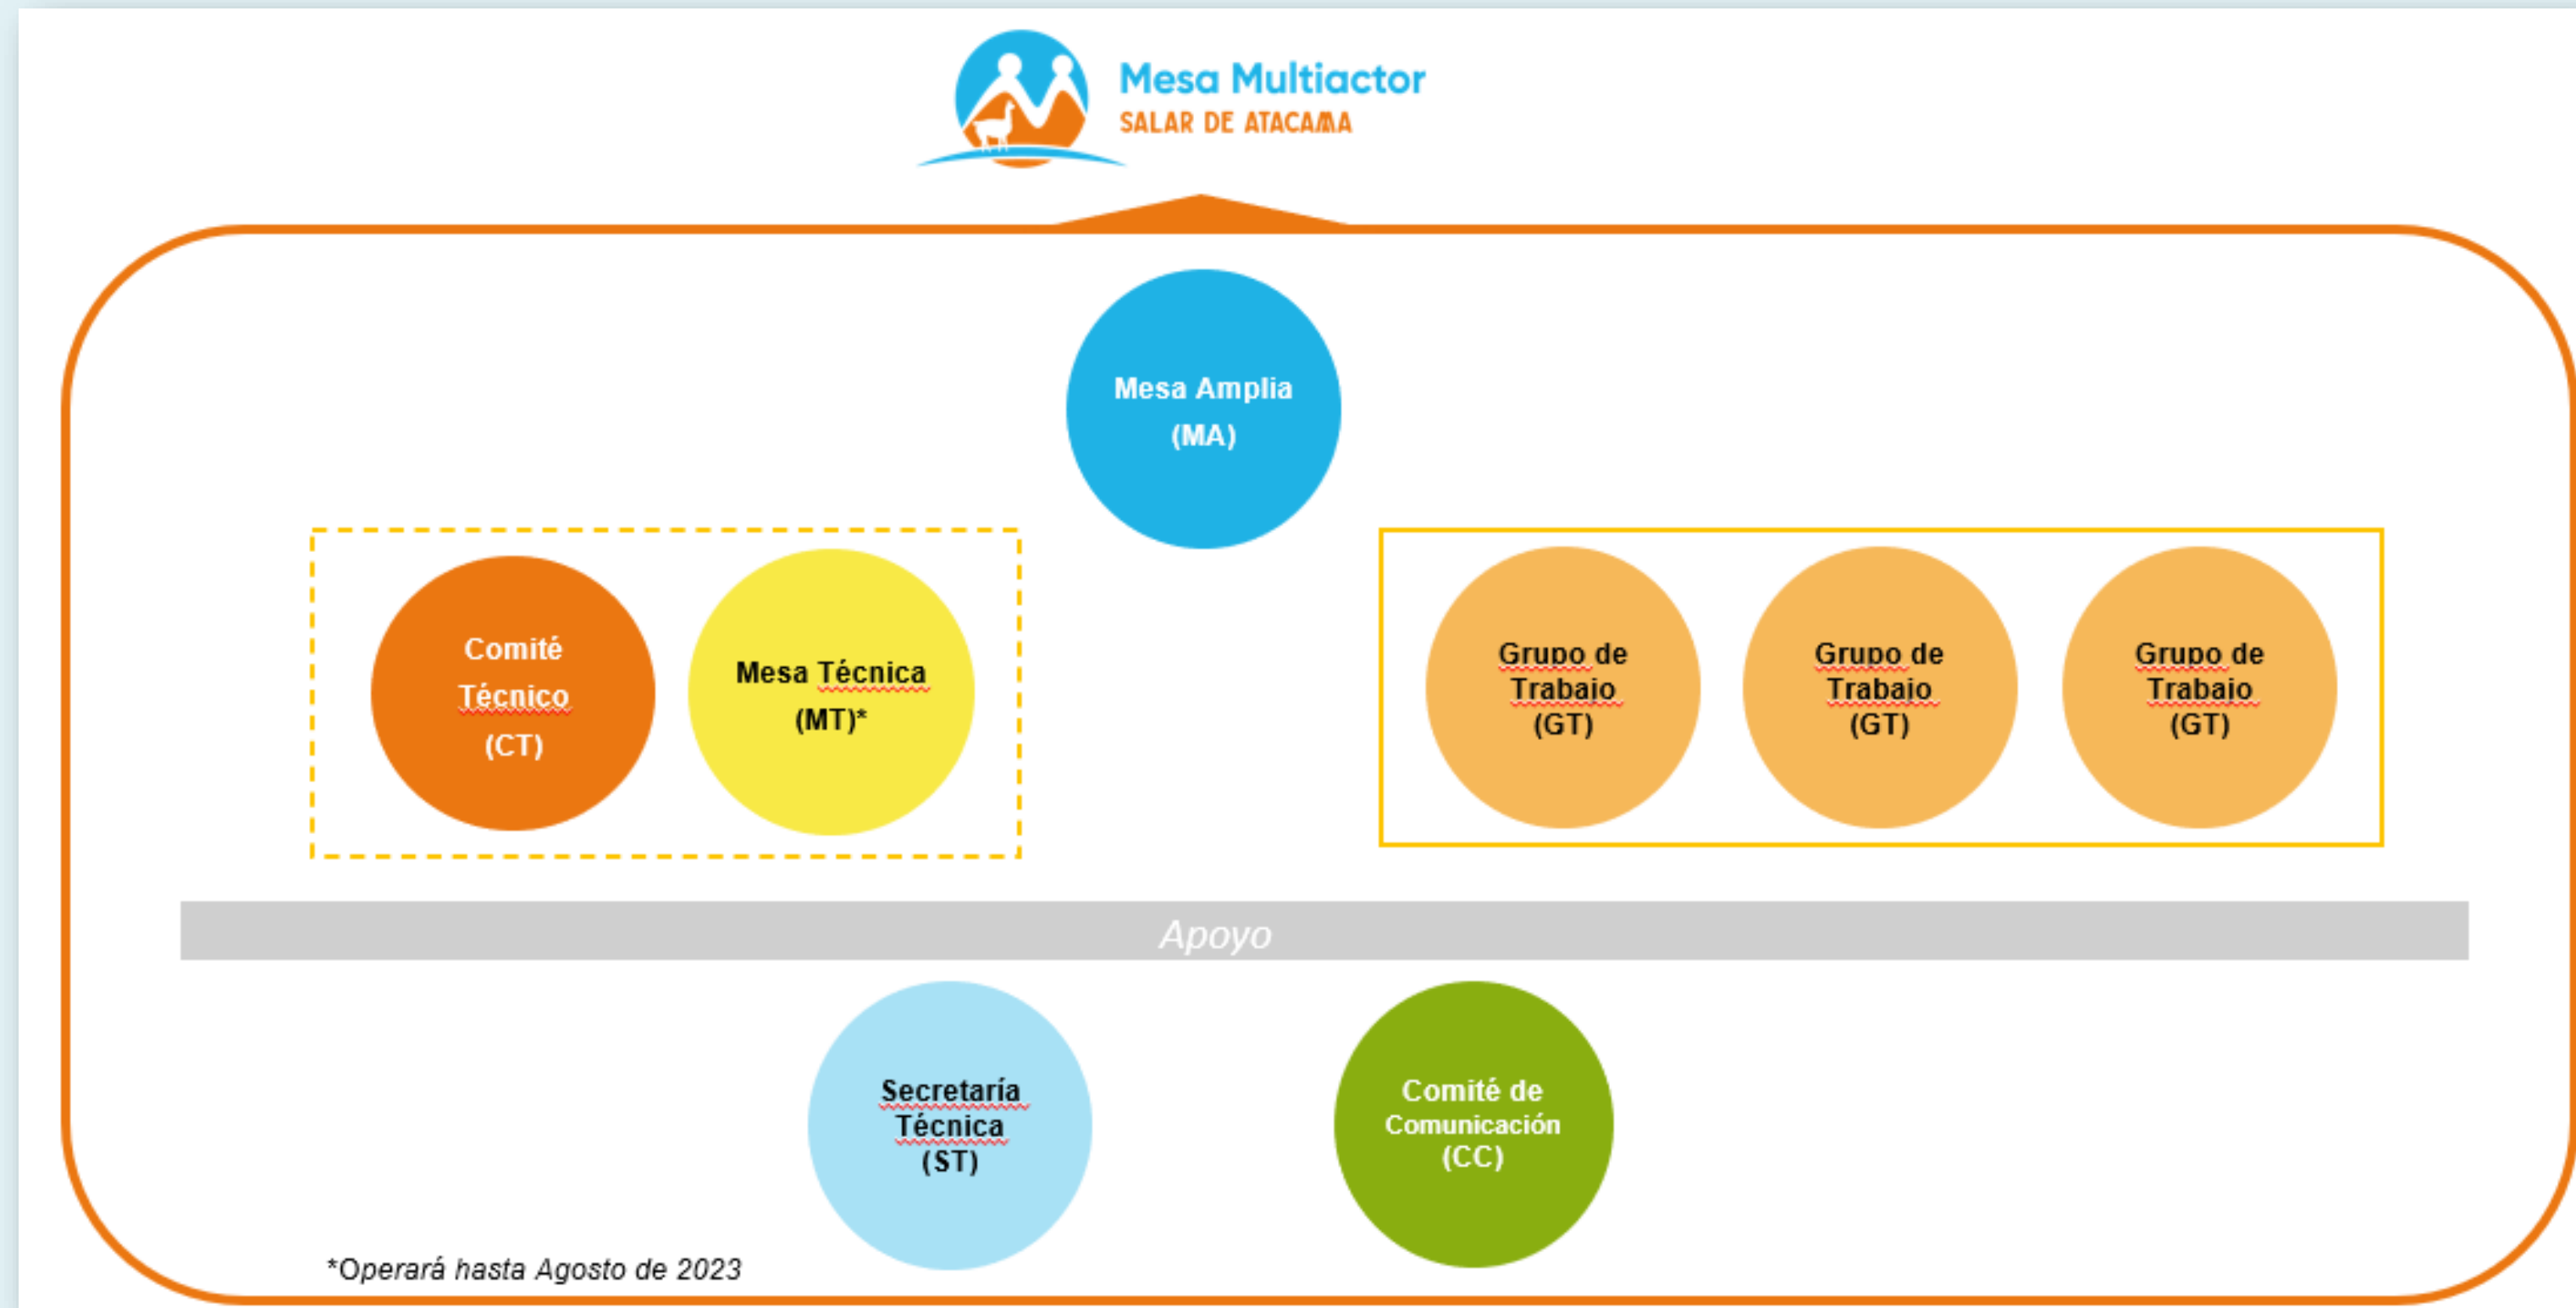 Mesa Multiactor
SALAR DE ATACAMA
Mesa Amplia
(MA)
Comité
Técnico
(CT)
Mesa Técnica
(MT)*
Grupo de
Trabajo
(GT)
Grupo de
Trabajo
(GT)
Grupo de
Trabajo
(GT)
Apoyo
Secretaría
Técnica
(ST)
Comité de
Comunicación
(CC)
*Operará hasta Agosto de 2023